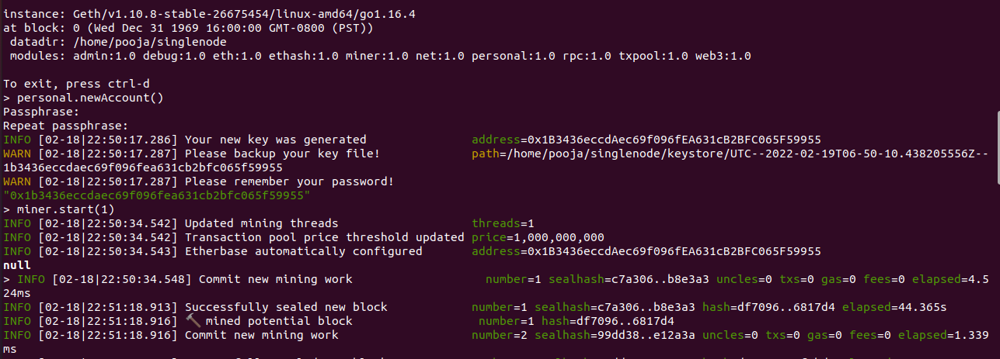 instance: Geth/v1.10.8-stable-26675454/linux-amd64/go1.16.4
at block: 0 (Wed Dec 31 1969 16:00:00 GMT-0800 (PST))
 datadir: /home/pooja/singlenode
 modules: admin:1.0 debug:1.0 eth:1.0 ethash:1.0 miner:1.0 net:1.0 personal:1.0 rpc:1.0 txpool:1.0 web3:1.0
To exit, press ctrl-d
> personal.newAccount()
Passphrase:
Repeat passphrase:
INFO [02-18|22:50:17.286] Your new key was generated address=0x1B3436eccdAec69f096fEA631cB2BFC065F59955
WARN [02-18|22:50:17.287] Please backup your key file! path=/home/pooja/singlenode/keystore/UTC--2022-02-19T06-50-10.438205556Z--
1b3436eccdaec69f096fea631cb2bfc065f59955
WARN [02-18|22:50:17.287] Please remember your password!
"0x1b3436eccdaec69f096fea631cb2bfc065f59955"
> miner.start(1)
INFO [02-18|22:50:34.542] Updated mining threads threads=1
INFO [02-18|22:50:34.542] Transaction pool price threshold updated price=1,000,000,000
INFO [02-18|22:50:34.543] Etherbase automatically configured address=0x1B3436eccdAec69f096fEA631cB2BFC065F59955
null
> INFO [02-18|22:50:34.548] Commit new mining work number=1 sealhash=c7a306..b8e3a3 uncles=0 txs=0 gas=0 fees=0 elapsed=4.5
24ms
INFO [02-18|22:51:18.913] Successfully sealed new block number=1 sealhash=c7a306..b8e3a3 hash=df7096..6817d4 elapsed=44.365s
INFO [02-18|22:51:18.916] 🔨 mined potential block number=1 hash=df7096..6817d4
INFO [02-18|22:51:18.916] Commit new mining work number=2 sealhash=99dd38..e12a3a uncles=0 txs=0 gas=0 fees=0 elapsed=1.339
ms